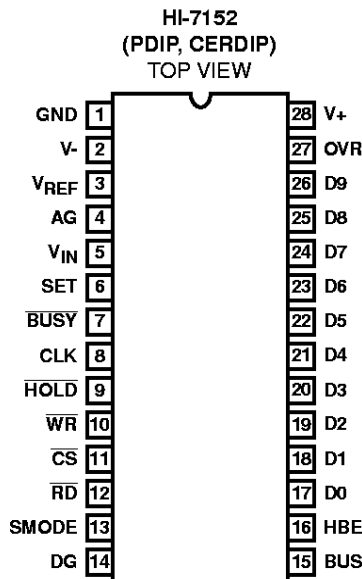 HI-7152
(PDIP, CERDIP)
TOP VIEW
GND 1 28 V+
V- 2 27 OVR
VREF 3 26 D9
AG 4 25 D8
VIN 5 24 D7
SET 6 23 D6
BUSY 7 22 D5
CLK 8 21 D4
HOLD 9 20 D3
WR 10 19 D2
CS 11 18 D1
RD 12 17 D0
SMODE 13 16 HBE
DG 14 15 BUS